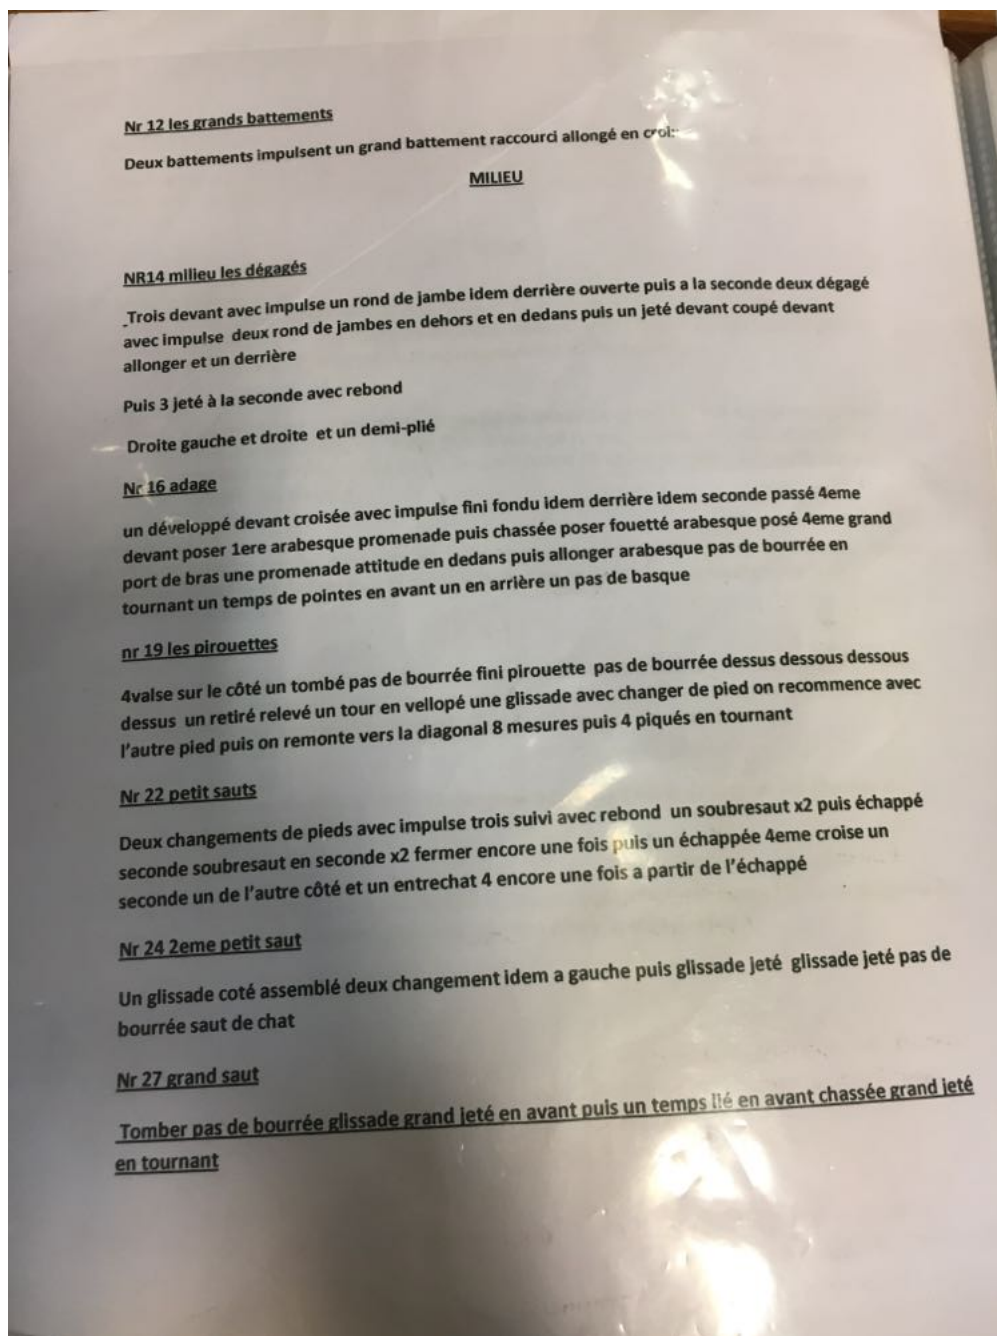 Nr 12 les grands battements
Deux battements impulsent un grand battement raccourci allongé en
MILIEU
NR14 milieu les dégagés
Trois devant avec impulse un rond de jambe idem derrière ouverte puis a la seconde deux dégagé
avec impulse deux rond de jambes en dehors et en dedans puis un jeté devant coupé devant
allonger et un derrière
Puis 3 jeté à la seconde avec rebond
Droite gauche et droite et un demi-plié
Nr 16 adage
un développé devant croisée avec impulse fini fondu idem derrière idem seconde passé 4eme
devant poser 1ere arabesque promenade puis chassée poser fouetté arabesque posé 4eme grand
port de bras une promenade attitude en dedans puis allonger arabesque pas de bourrée en
tournant un temps de pointes en avant un en arrière un pas de basque
nr 19 les pirouettes
4valse sur le côté un tombé pas de bourrée fini pirouette pas de bourrée dessus dessous dessous
dessus un retiré relevé un tour en vellopé une glissade avec changer de pied on recommence avec
l'autre pied puis on remonte vers la diagonal 8 mesures puis 4 piqués en tournant
Nr 22 petit sauts
Deux changements de pieds avec impulse trois suivi avec rebond un soubresaut x2 puis échappé
seconde soubresaut en seconde x2 fermer encore une fois puis un échappée 4eme croise un
seconde un de l'autre côté et un entrechat 4 encore une fois a partir de l'échappé
Nr 24 2eme petit saut
Un glissade coté assemblé deux changement idem a gauche puis glissade jeté glissade jeté pas de
bourrée saut de chat
Nr 27 grand saut
Tomber pas de bourrée glissade grand jeté en avant puis un temps lié en avant chassée grand jeté
en tournant